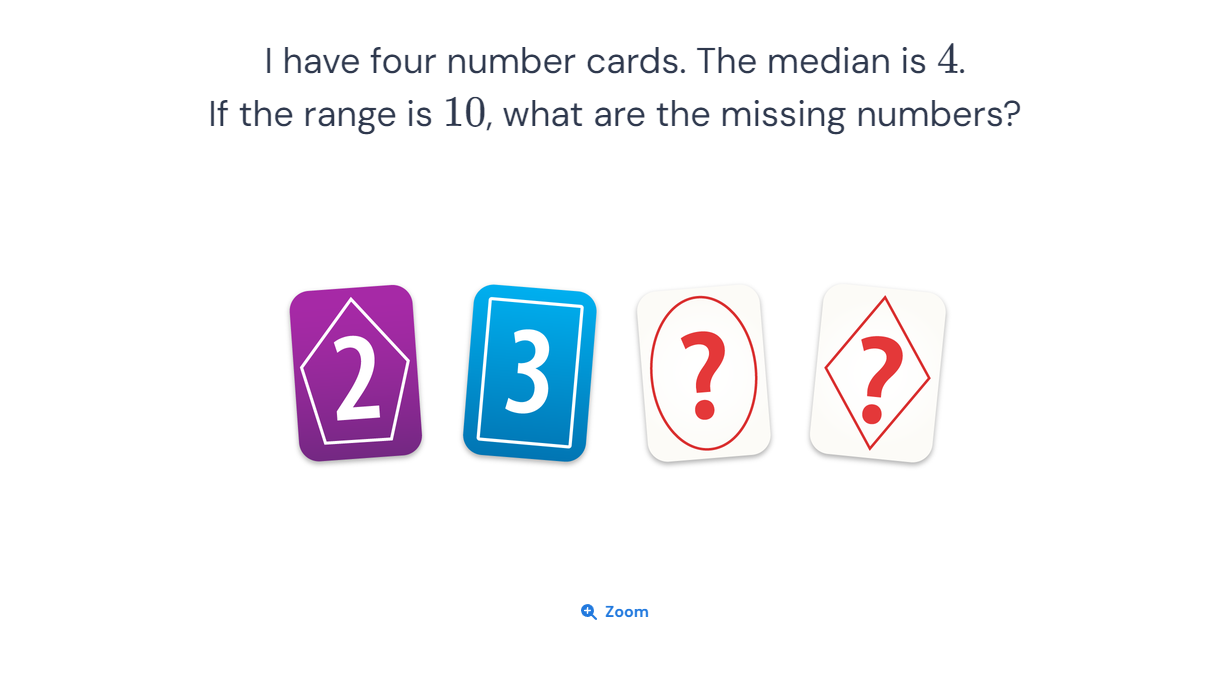 I have four number cards. The median is 4.
If the range is 10, what are the missing numbers?
2 3 ? ?
Zoom